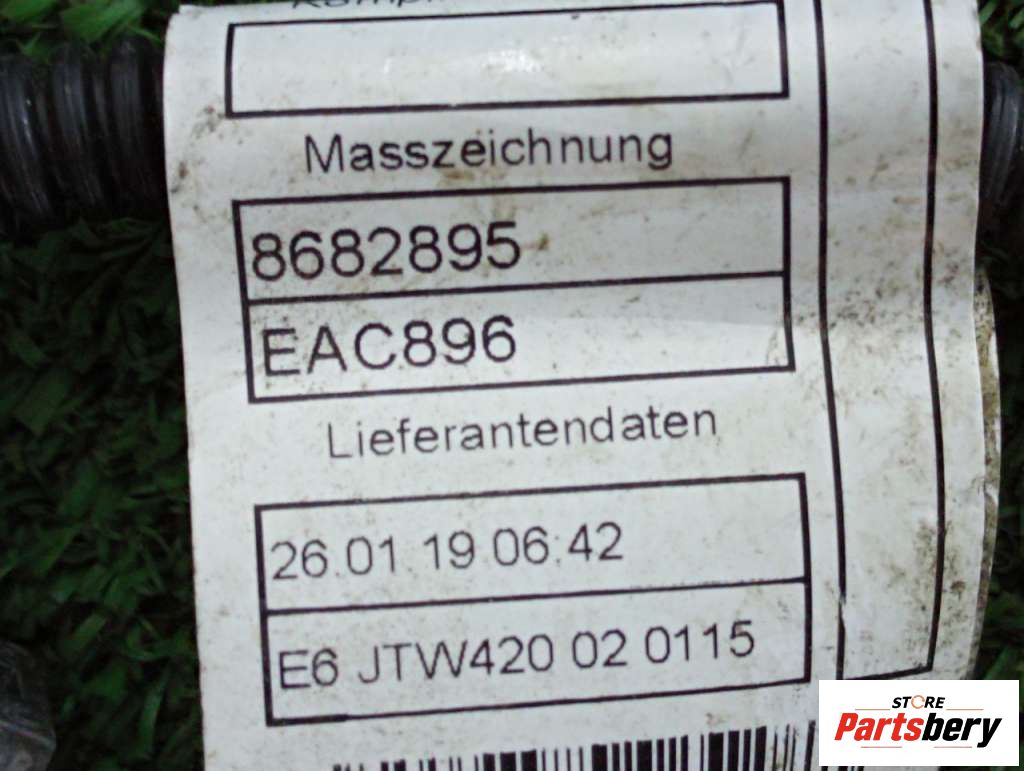 Masszeichnung
8682895
EAC896
Lieferantendaten
26.01.19 06:42
E6 JTW420 02 0115
STORE
Partsbery